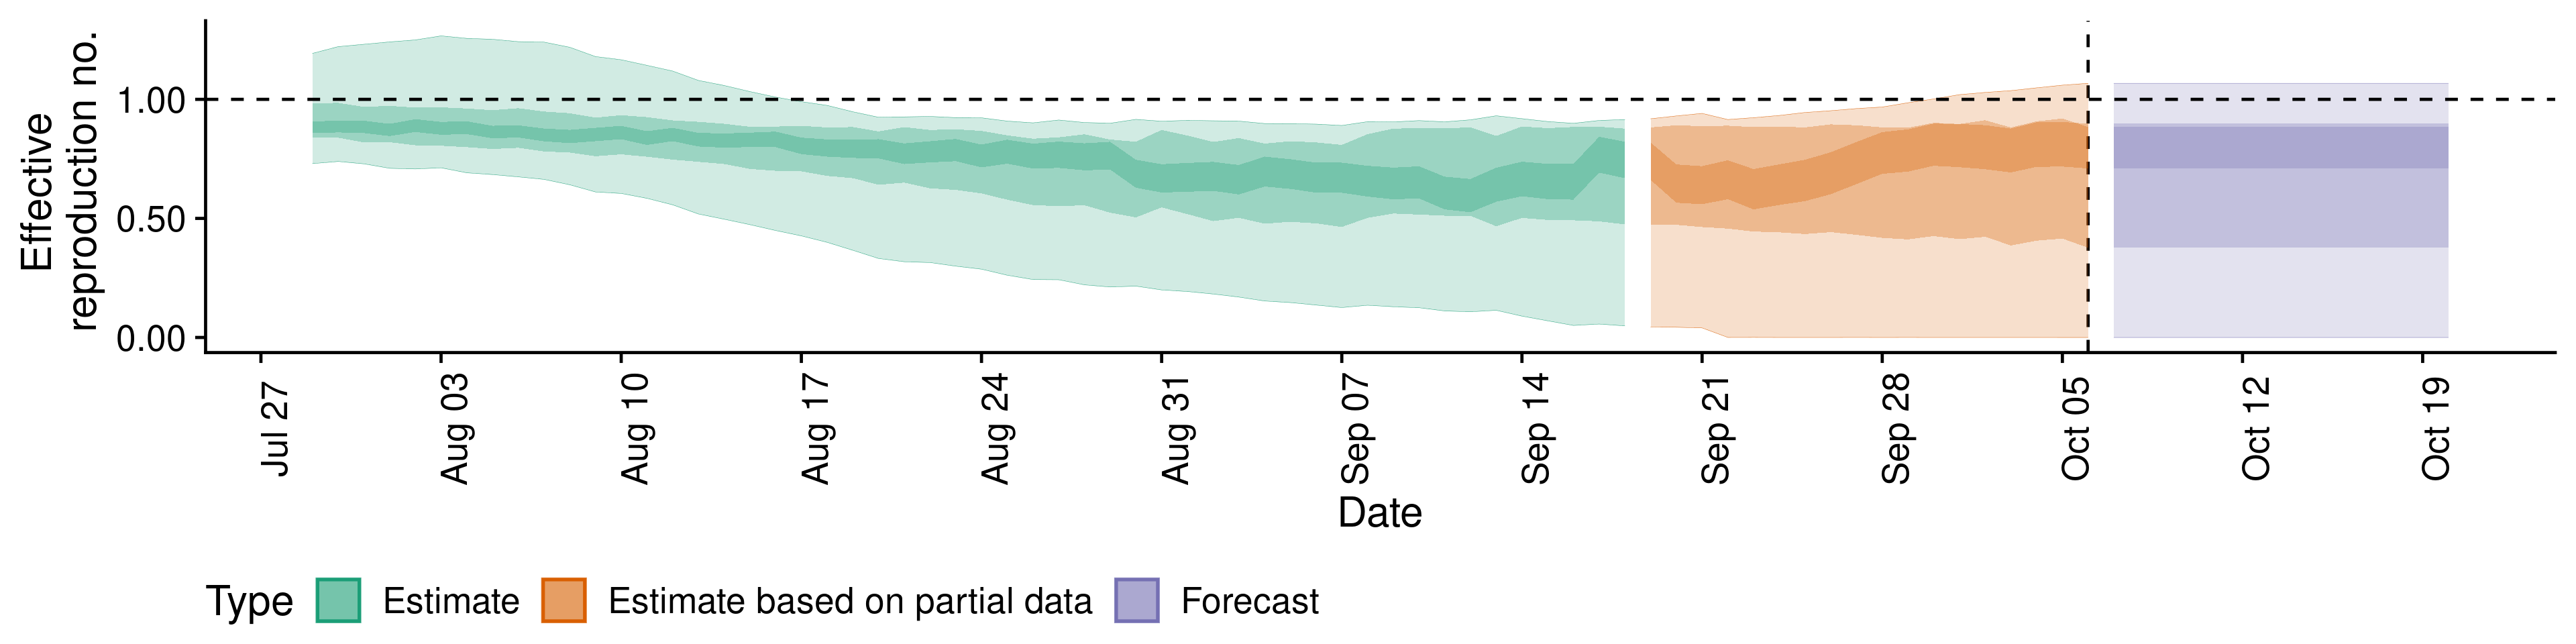 Effective
reproduction no.
1.00
0.50
0.00
Jul 27
Aug 03
Aug 10
Aug 17
Aug 24
Aug 31
Sep 07
Sep 14
Sep 21
Sep 28
Oct 05
Oct 12
Oct 19
Date
Type Estimate Estimate based on partial data Forecast